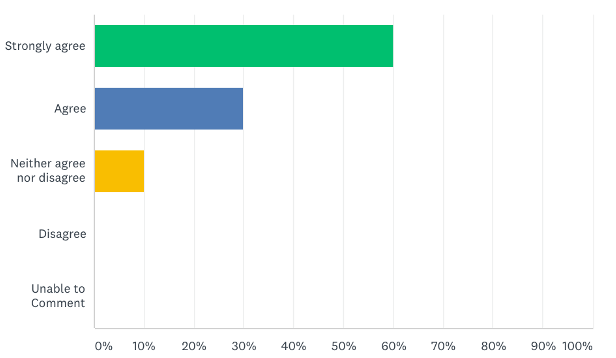 Strongly agree
Agree
Neither agree
nor disagree
Disagree
Unable to
Comment
0% 10% 20% 30% 40% 50% 60% 70% 80% 90% 100%